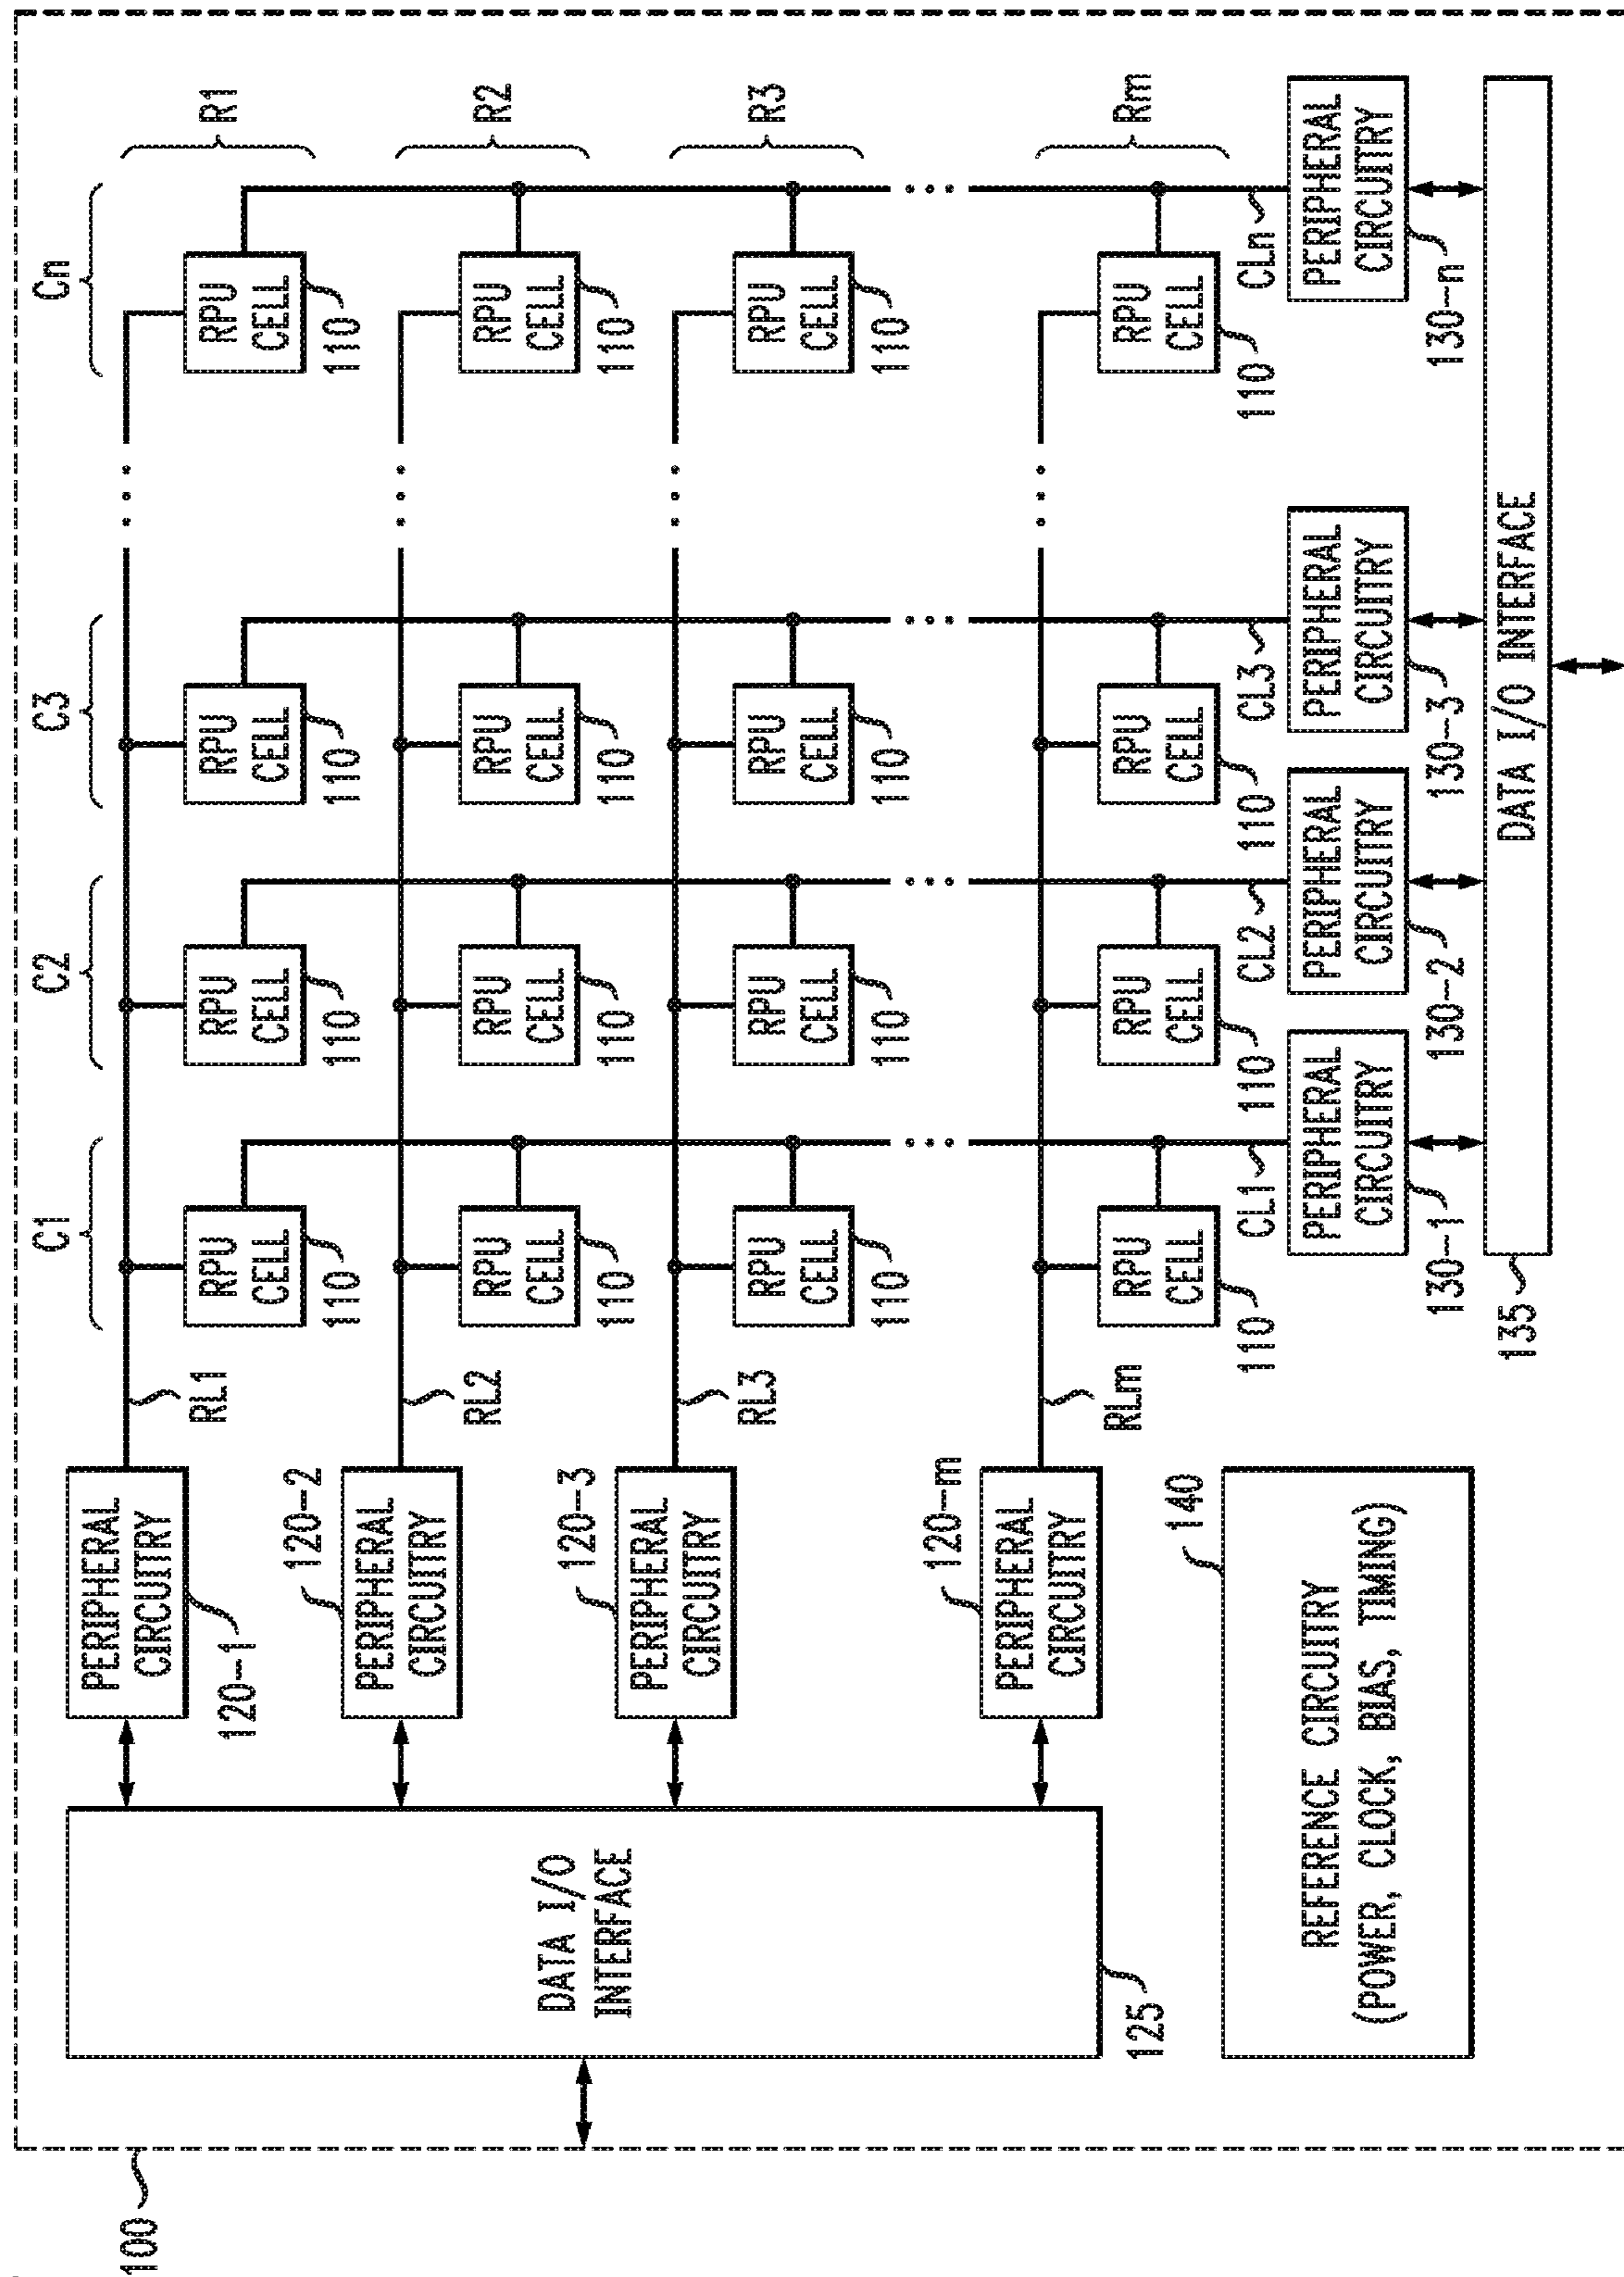 100
C1
C2
C3
Cn
PERIPHERAL
CIRCUITRY
120-1
RL1
RPU
CELL
110
RPU
CELL
110
RPU
CELL
110
RPU
CELL
110
R1
120-2
PERIPHERAL
CIRCUITRY
RL2
RPU
CELL
110
RPU
CELL
110
RPU
CELL
110
RPU
CELL
110
R2
DATA I/O
INTERFACE
125
120-3
PERIPHERAL
CIRCUITRY
RL3
RPU
CELL
110
RPU
CELL
110
RPU
CELL
110
RPU
CELL
110
R3
120-m
PERIPHERAL
CIRCUITRY
RLm
RPU
CELL
110
RPU
CELL
110
RPU
CELL
110
RPU
CELL
110
Rm
CL1
CL2
CL3
CLn
140
REFERENCE CIRCUITRY
(POWER, CLOCK, BIAS, TIMING)
PERIPHERAL
CIRCUITRY
130-1
PERIPHERAL
CIRCUITRY
130-2
PERIPHERAL
CIRCUITRY
130-3
PERIPHERAL
CIRCUITRY
130-n
135
DATA I/O INTERFACE